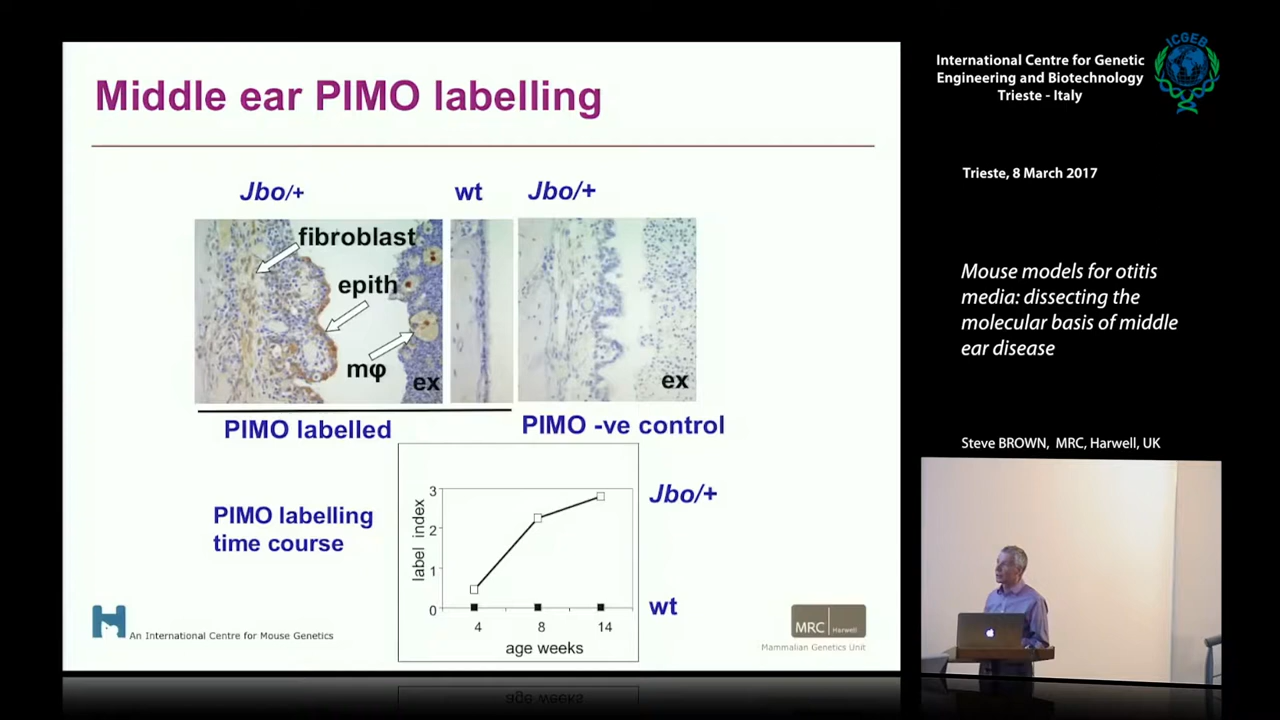 Middle ear PIMO labelling
Jbo/+
wt
Jbo/+
fibroblast
epith
mφ
ex
ex
PIMO labelled
PIMO -ve control
PIMO labelling
time course
label index
3
2
1
0
4
8
14
age weeks
Jbo/+
wt
An International Centre for Mouse Genetics
MRC Harwell
Mammalian Genetics Unit
International Centre for Genetic
Engineering and Biotechnology
Trieste - Italy
ICGEB
Trieste, 8 March 2017
Mouse models for otitis
media: dissecting the
molecular basis of middle
ear disease
Steve BROWN, MRC, Harwell, UK
age weeks